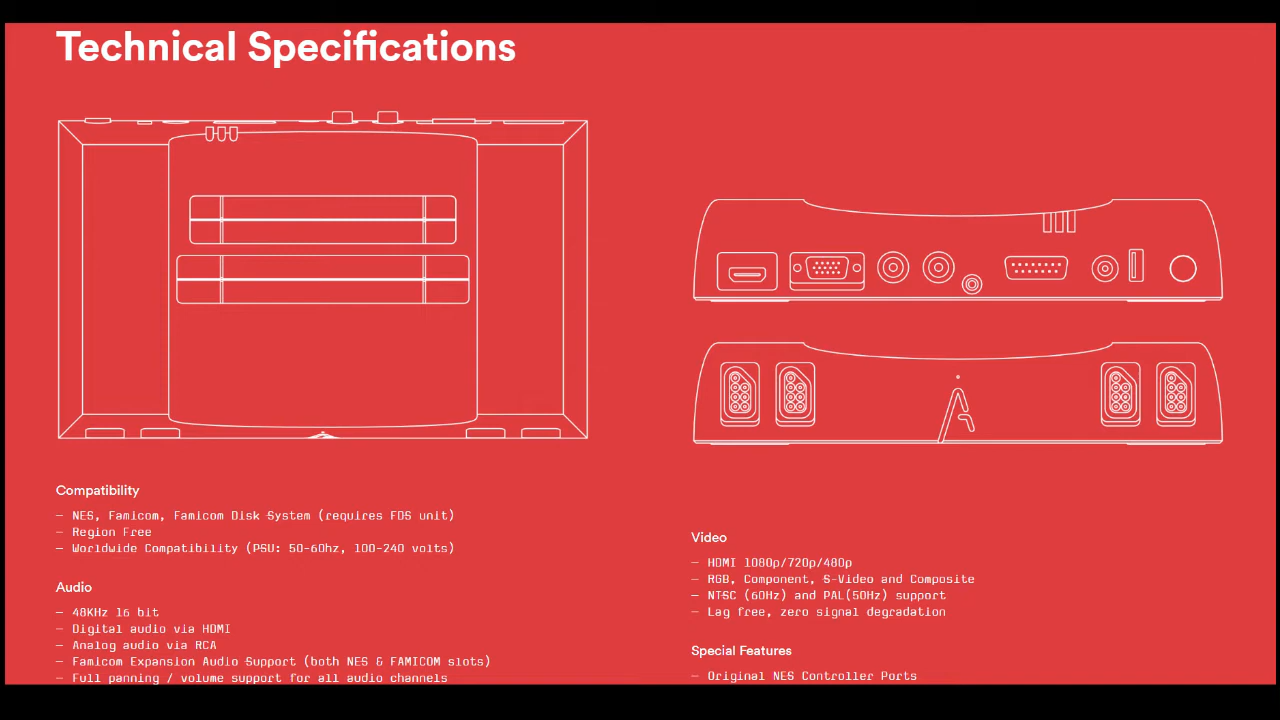 Technical Specifications
Compatibility
— NES, Famicom, Famicom Disk System (requires FDS unit)
— Region Free
— Worldwide Compatibility (PSU: 50-60hz, 100-240 volts)
Audio
— 48KHz 16 bit
— Digital audio via HDMI
— Analog audio via RCA
— Famicom Expansion Audio Support (both NES & FAMICOM slots)
— Full panning / volume support for all audio channels
Video
— HDMI 1080p/720p/480p
— RGB, Component, S-Video and Composite
— NTSC (60Hz) and PAL(50Hz) support
— Lag free, zero signal degradation
Special Features
— Original NES Controller Ports